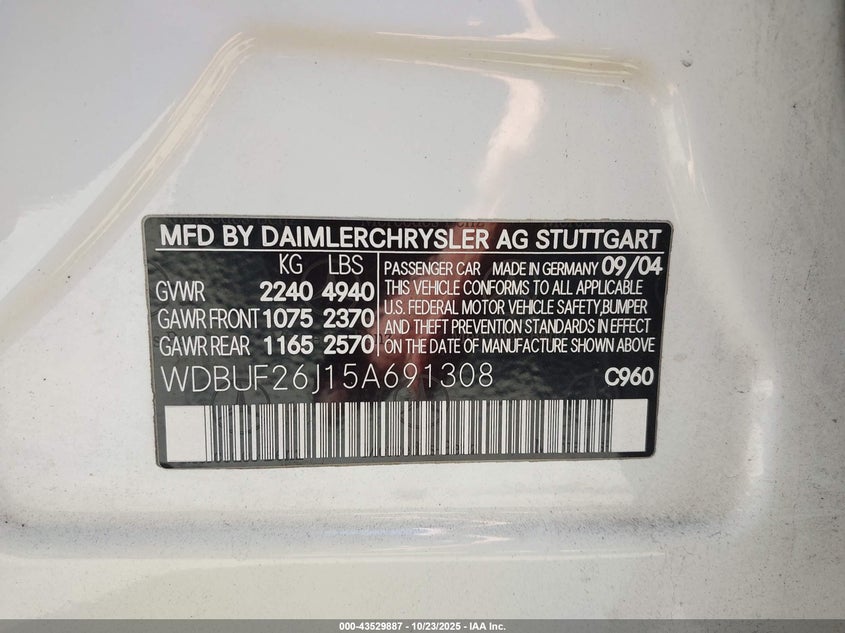 MFD BY DAIMLERCHRYSLER AG STUTTGART
KG LBS
GVWR 2240 4940
GAWR FRONT 1075 2370
GAWR REAR 1165 2570
PASSENGER CAR MADE IN GERMANY 09/04
THIS VEHICLE CONFORMS TO ALL APPLICABLE
U.S. FEDERAL MOTOR VEHICLE SAFETY,BUMPER
AND THEFT PREVENTION STANDARDS IN EFFECT
ON THE DATE OF MANUFACTURE SHOWN ABOVE
WDBUF26J15A691308 C960
000-43529887 - 10/23/2025 - IAA Inc.